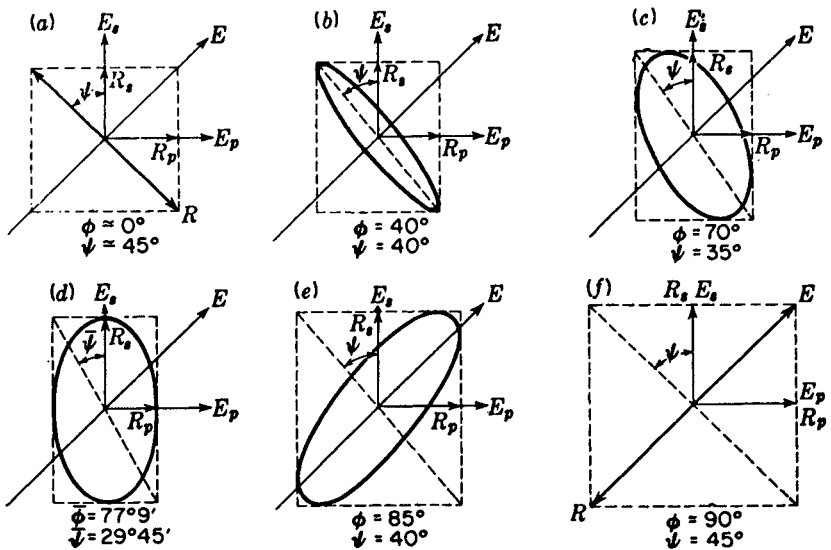 (a)
E_s
E
ψ
R_s
R_p
E_p
R
φ ≃ 0°
ψ ≃ 45°
(b)
E_s
E
ψ
R_s
R_p
E_p
φ = 40°
ψ = 40°
(c)
E_s
E
ψ
R_s
R_p
E_p
φ = 70°
ψ = 35°
(d)
E_s
E
ψ̄
R_s
R_p
E_p
φ̄ = 77°9′
ψ̄ = 29°45′
(e)
E_s
E
R_s
ψ
R_p
E_p
φ = 85°
ψ = 40°
(f)
R_s E_s
E
ψ
E_p
R_p
R
φ ≃ 90°
ψ = 45°